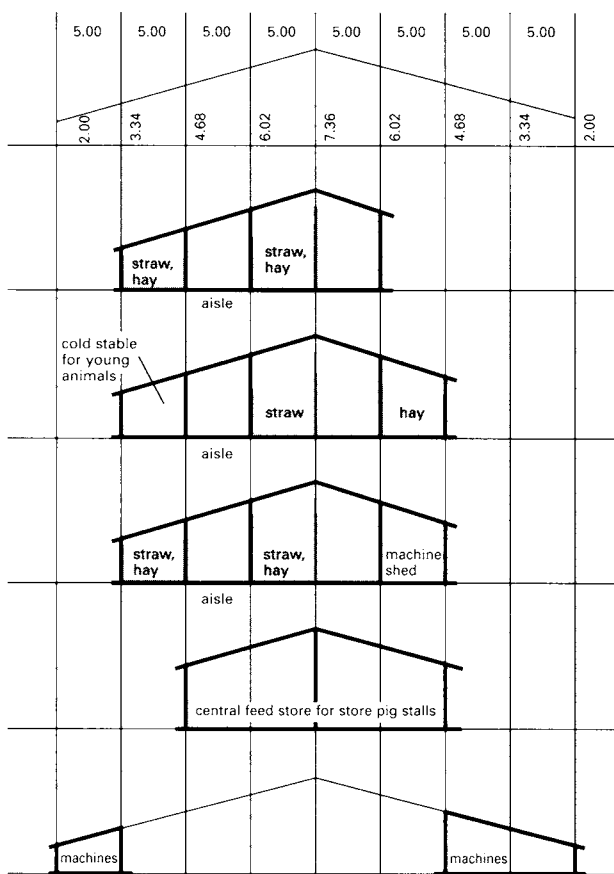 5.00 5.00 5.00 5.00 5.00 5.00 5.00 5.00
2.00 3.34 4.68 6.02 7.36 6.02 4.68 3.34 2.00
straw,
hay
straw,
hay
aisle
cold stable
for young
animals
straw
hay
aisle
straw,
hay
straw,
hay
machine
shed
aisle
central feed store for store pig stalls
machines
machines